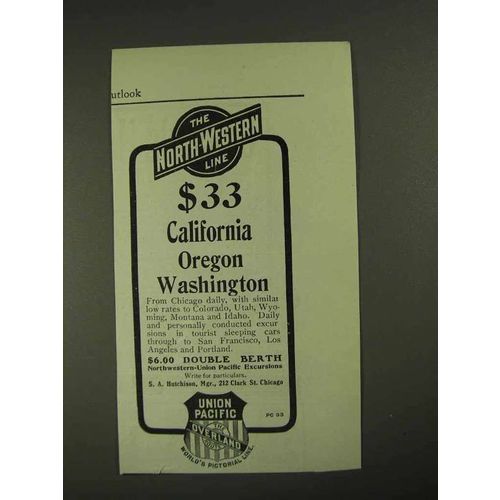 utlook
THE
NORTH-WESTERN
LINE
$33
California
Oregon
Washington
From Chicago daily, with similar
low rates to Colorado, Utah, Wyo-
ming, Montana and Idaho. Daily
and personally conducted excur
sions in tourist sleeping cars
through to San Francisco, Los
Angeles and Portland.
$6.00 DOUBLE BERTH
Northwestern-Union Pacific Excursions
Write for particulars.
S. A. Hutchison, Mgr., 212 Clark St. Chicago
UNION
PACIFIC
PC 33
THE
OVERLAND
ROUTE
WORLD'S PICTORIAL LINE.